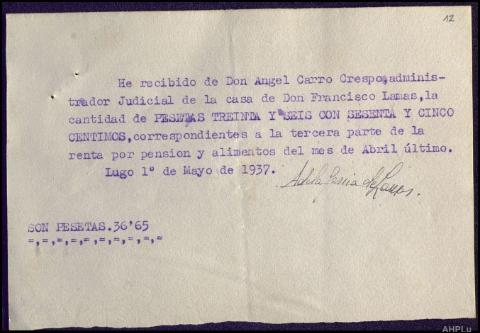 12
He recibido de Don Angel Carro Crespo,adminis-
trador Judicial de la casa de Don Francisco Lamas,la
cantidad de PESETAS TREINTA Y SEIS CON SESENTA Y CINCO
CENTIMOS,correspondientes a la tercera parte de la
renta por pension y alimentos del mes de Abril último.
Lugo 1º de Mayo de 1937.
SON PESETAS.36'65
=,=,=,=,=,=,=,=,=,=
AHPLu